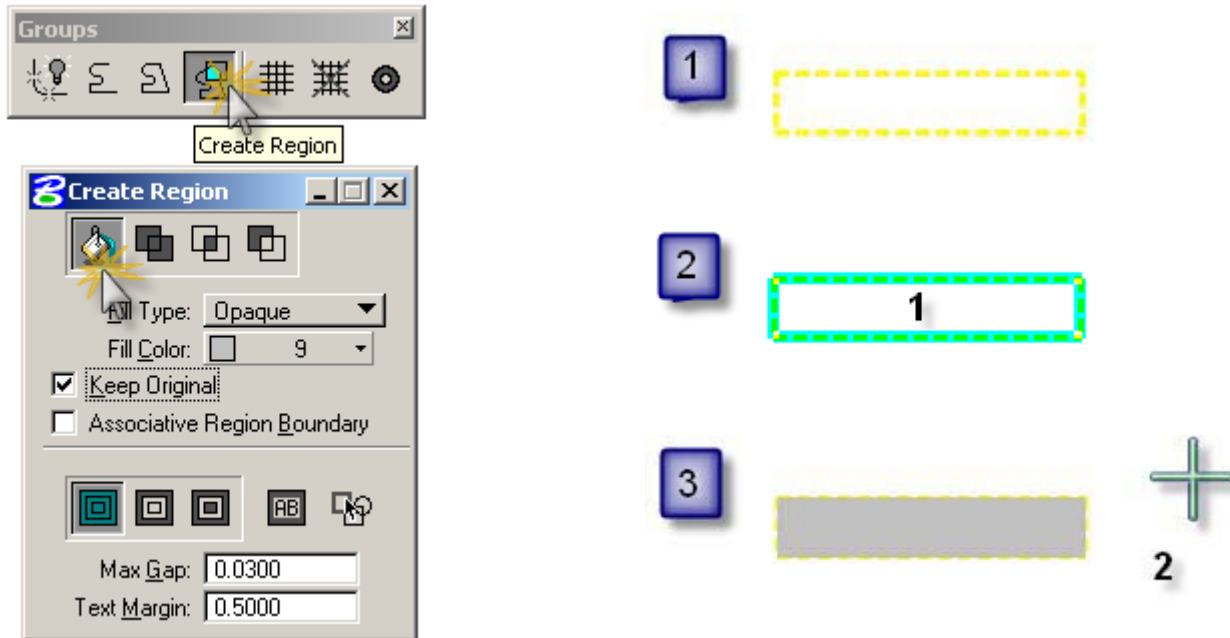 Groups
Create Region
Create Region
Fill Type: Opaque
Fill Color: 9
Keep Original
Associative Region Boundary
AB
Max Gap: 0.0300
Text Margin: 0.5000
1
2
1
3
2